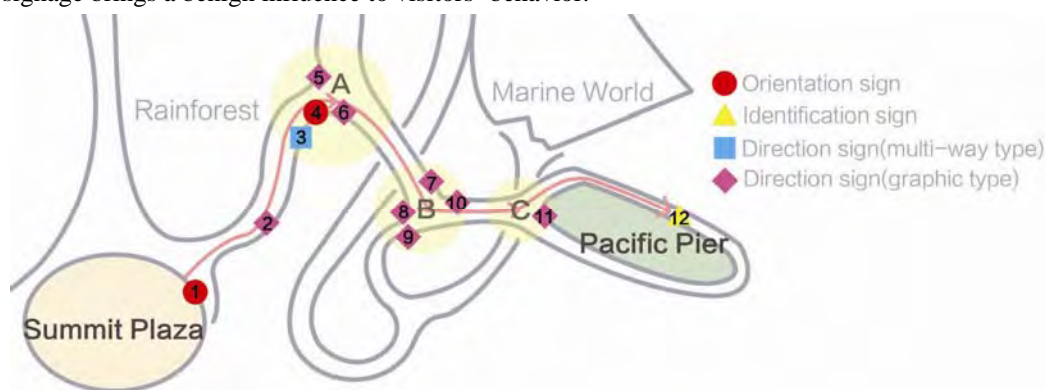 signage brings a benign influence to visitors' behavior.
5
A
Rainforest
4
6
3
Marine World
Orientation sign
Identification sign
Direction sign(multi-way type)
Direction sign(graphic type)
7
10
2
8
B
C
11
12
9
Pacific Pier
1
Summit Plaza